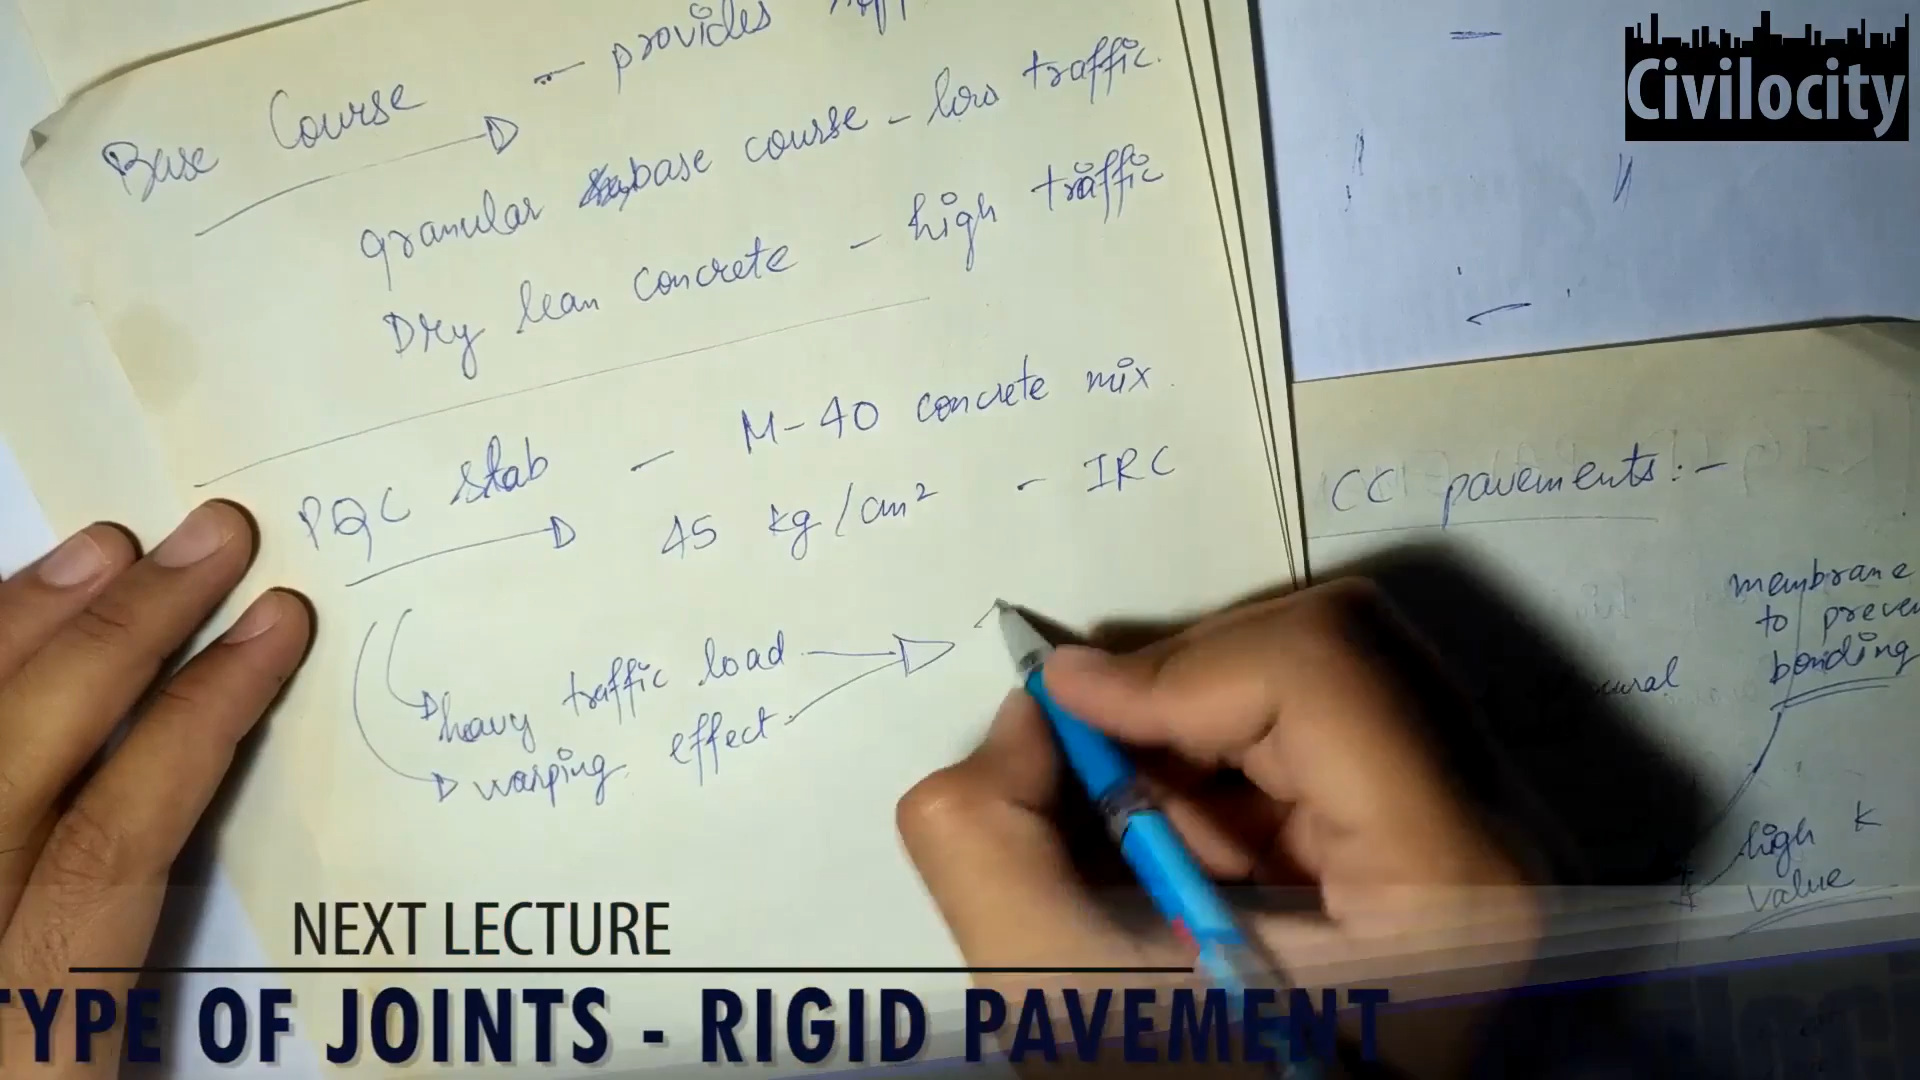 Civilocity
Base Course - provides
granular base course - low traffic.
Dry lean concrete - high traffic
PQC slab - M-40 concrete mix.
45 kg/cm² - IRC
heavy traffic load
warping effect
CC pavements:-
membrane
to preven
bonding
high k
value
NEXT LECTURE
TYPE OF JOINTS - RIGID PAVEMENT